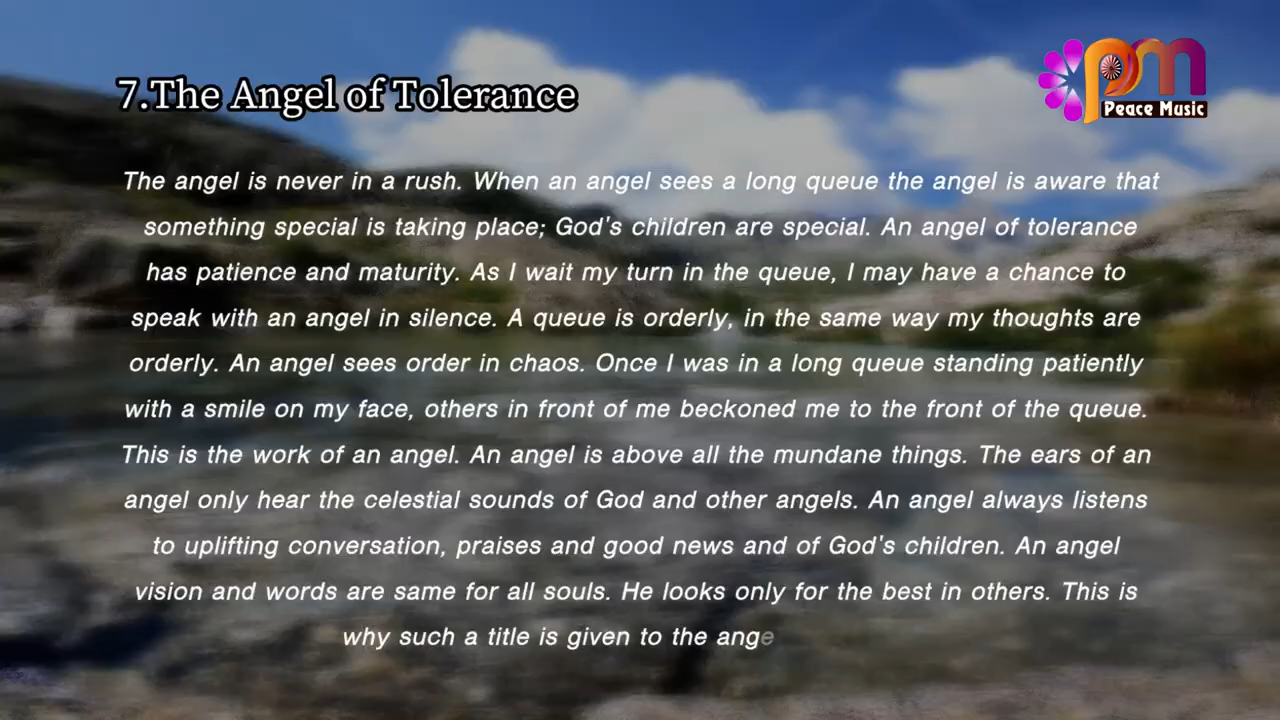 7.The Angel of Tolerance
pm
Peace Music
The angel is never in a rush. When an angel sees a long queue the angel is aware that
something special is taking place; God's children are special. An angel of tolerance
has patience and maturity. As I wait my turn in the queue, I may have a chance to
speak with an angel in silence. A queue is orderly, in the same way my thoughts are
orderly. An angel sees order in chaos. Once I was in a long queue standing patiently
with a smile on my face, others in front of me beckoned me to the front of the queue.
This is the work of an angel. An angel is above all the mundane things. The ears of an
angel only hear the celestial sounds of God and other angels. An angel always listens
to uplifting conversation, praises and good news and of God's children. An angel
vision and words are same for all souls. He looks only for the best in others. This is
why such a title is given to the ange